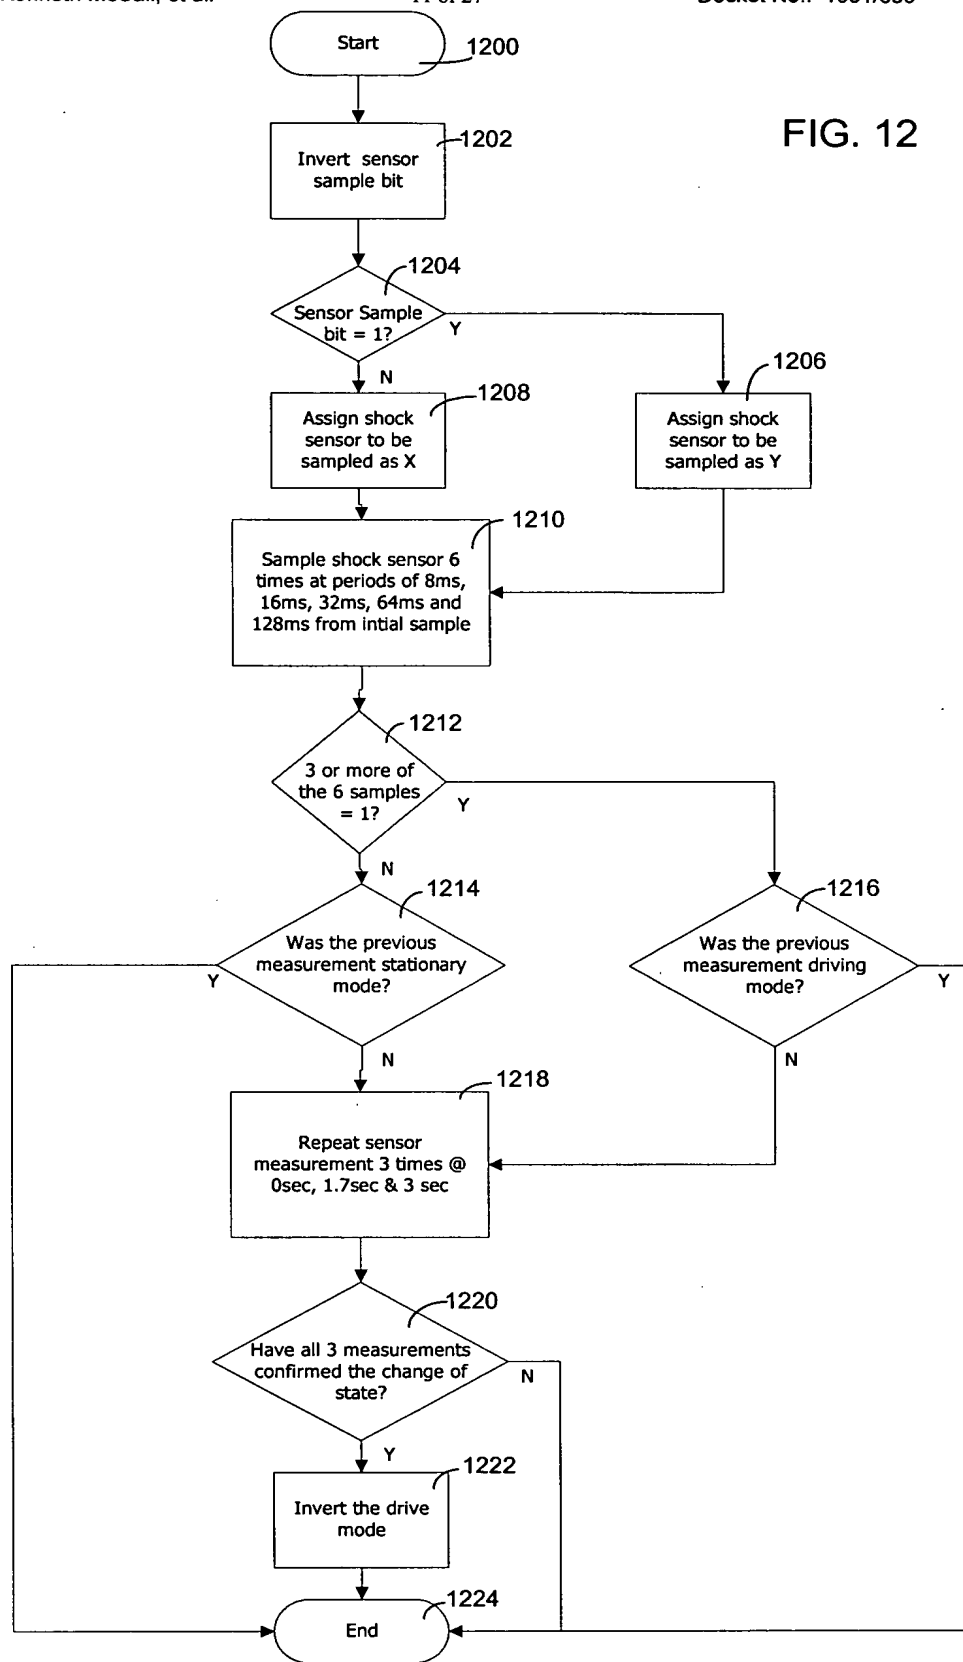 FIG. 12
Start
1200
Invert sensor
sample bit
1202
1204
Sensor Sample
bit = 1?
Y
N
1208
Assign shock
sensor to be
sampled as X
1206
Assign shock
sensor to be
sampled as Y
1210
Sample shock sensor 6
times at periods of 8ms,
16ms, 32ms, 64ms and
128ms from intial sample
1212
3 or more of
the 6 samples
= 1?
Y
N
1214
Was the previous
measurement stationary
mode?
Y
N
1216
Was the previous
measurement driving
mode?
Y
N
1218
Repeat sensor
measurement 3 times @
0sec, 1.7sec & 3 sec
1220
Have all 3 measurements
confirmed the change of
state?
N
Y
1222
Invert the drive
mode
1224
End